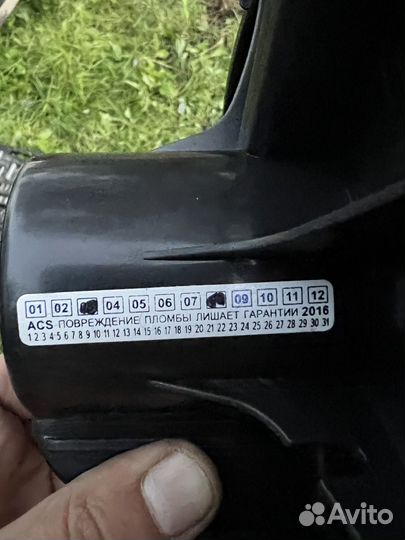 01 02 04 05 06 07 09 10 11 12
ACS ПОВРЕЖДЕНИЕ ПЛОМБЫ ЛИШАЕТ ГАРАНТИИ 2016
1 2 3 4 5 6 7 8 9 10 11 12 13 14 15 16 17 18 19 20 21 22 23 24 25 26 27 28 29 30 31
Avito